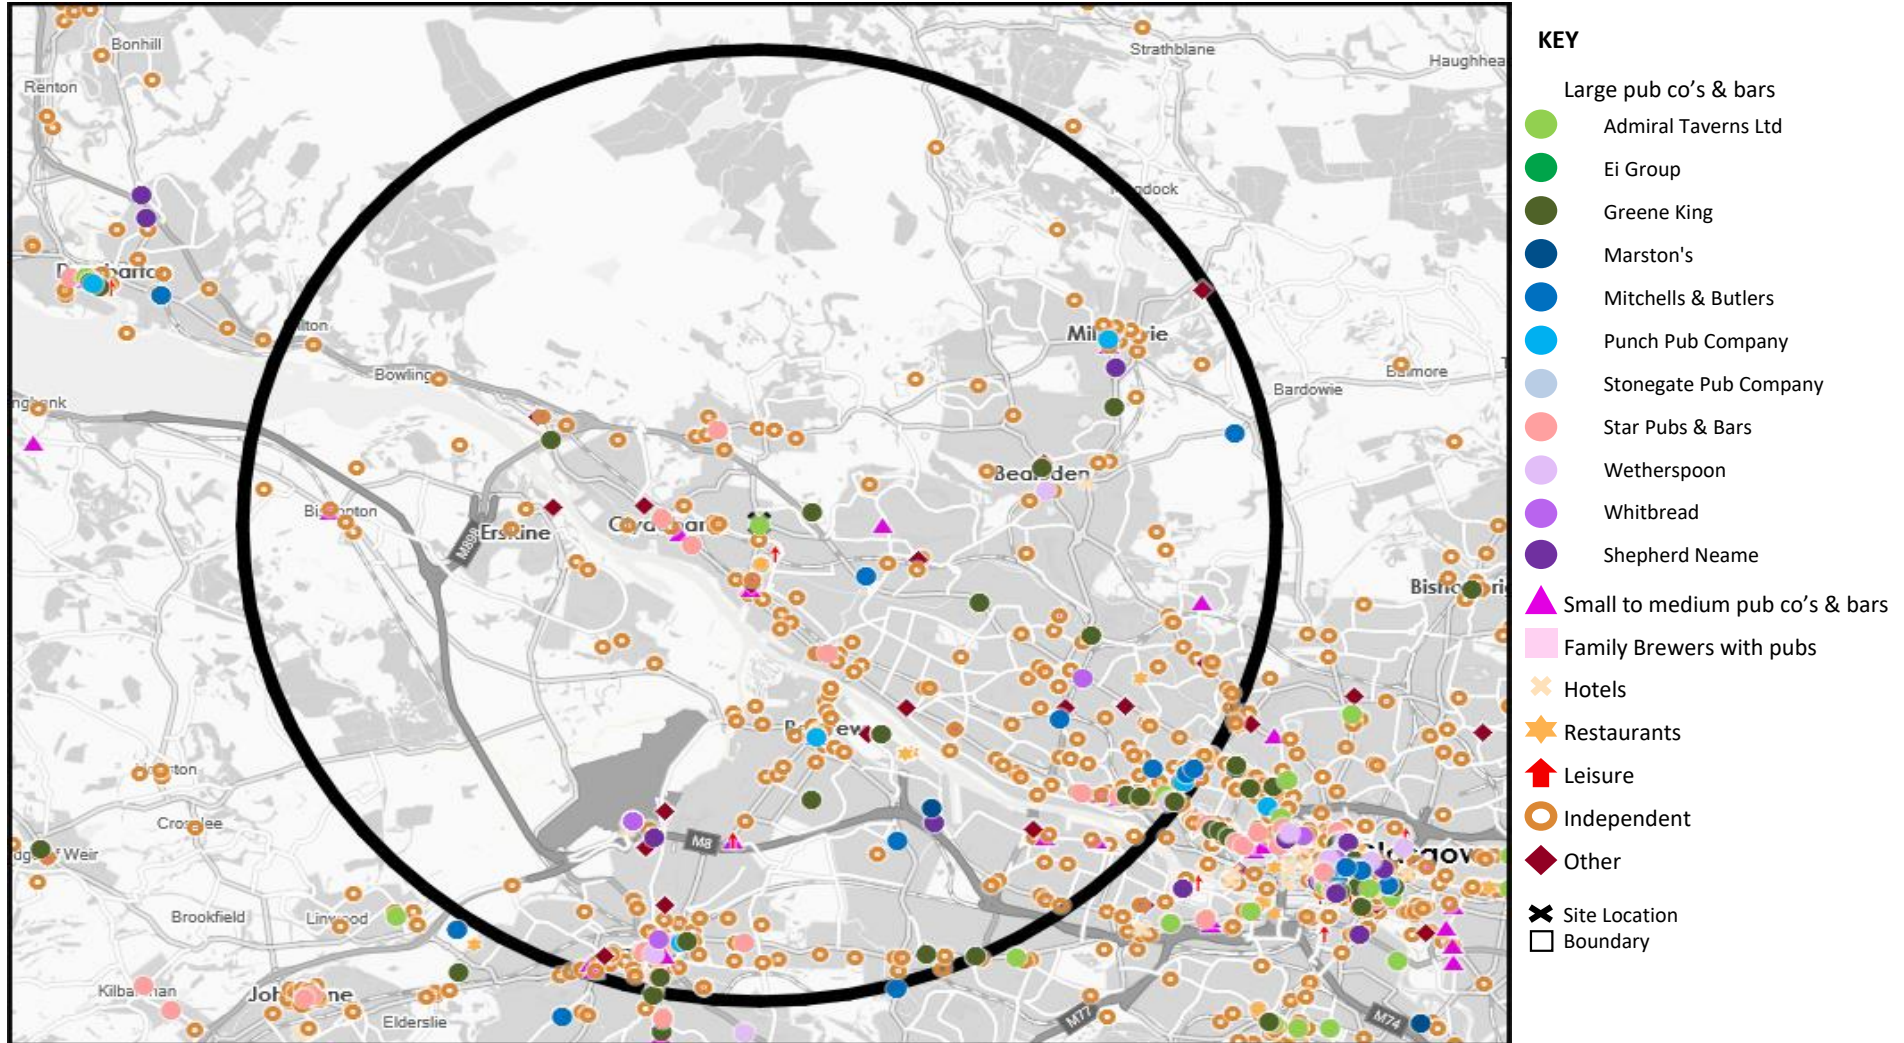 Bonhill
Strathblane
Haughhea
Renton
Bowling
Bardowie
Erskine
M898
M8
Brookfield
Linwood
Elderslie
M77
M74
KEY
Large pub co's & bars
Admiral Taverns Ltd
Ei Group
Greene King
Marston's
Mitchells & Butlers
Punch Pub Company
Stonegate Pub Company
Star Pubs & Bars
Wetherspoon
Whitbread
Shepherd Neame
Small to medium pub co's & bars
Family Brewers with pubs
Hotels
Restaurants
Leisure
Independent
Other
Site Location
Boundary